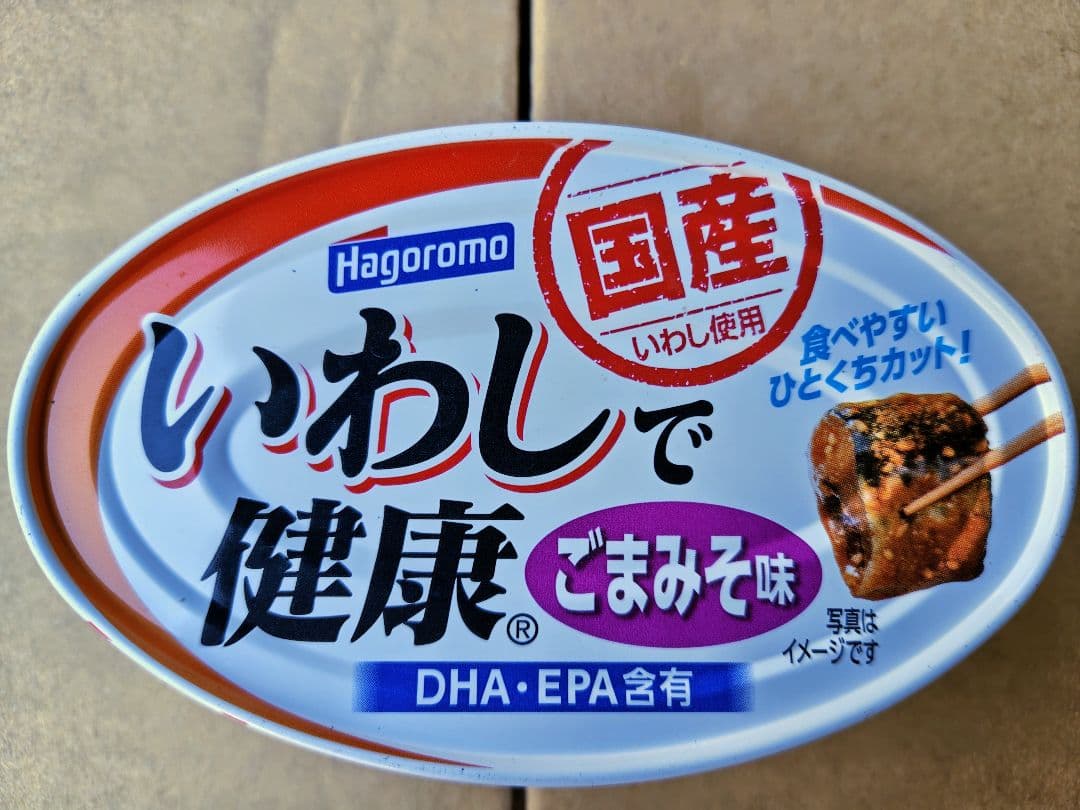 Hagoromo
国産
いわし使用
いわしで
健康®
ごまみそ味
DHA・EPA含有
食べやすい
ひとくちカット!
写真は
イメージです